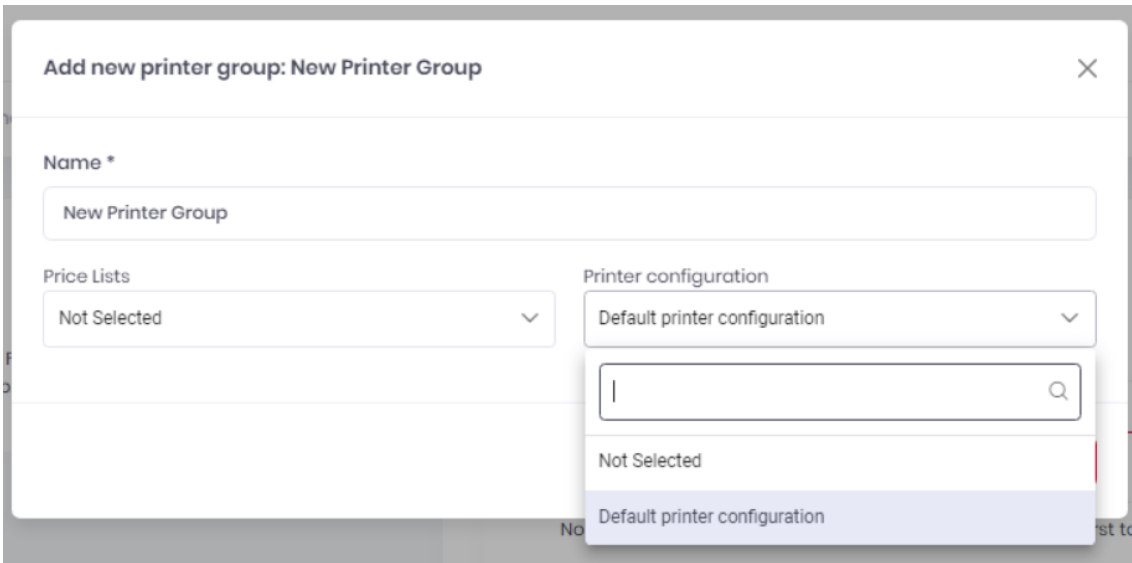 Add new printer group: New Printer Group
Name *
New Printer Group
Price Lists
Printer configuration
Not Selected
Default printer configuration
Not Selected
Default printer configuration
No